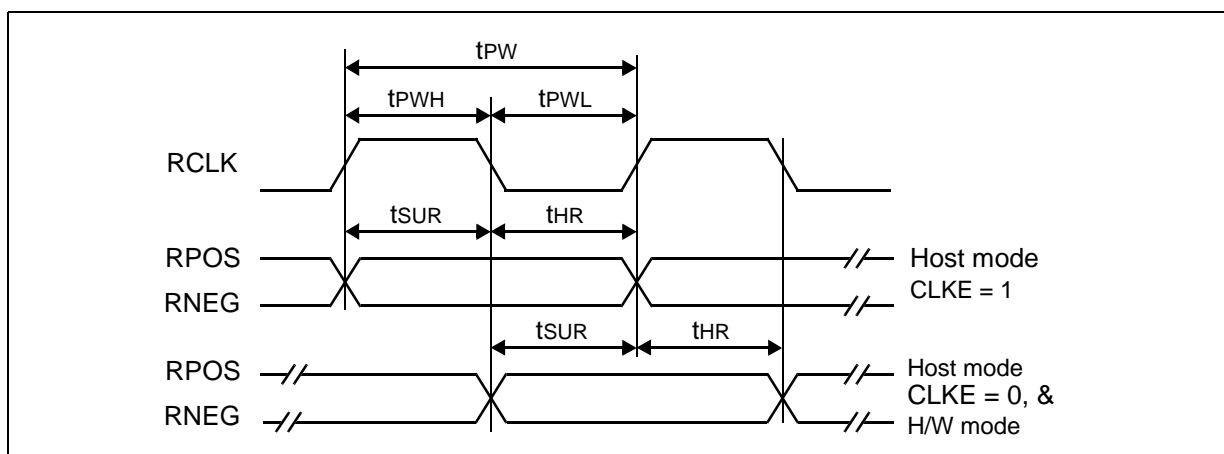 tPW
tPWH tPWL
RCLK
tSUR tHR
RPOS
RNEG
Host mode
CLKE = 1
tSUR tHR
RPOS
RNEG
Host mode
CLKE = 0, &
H/W mode